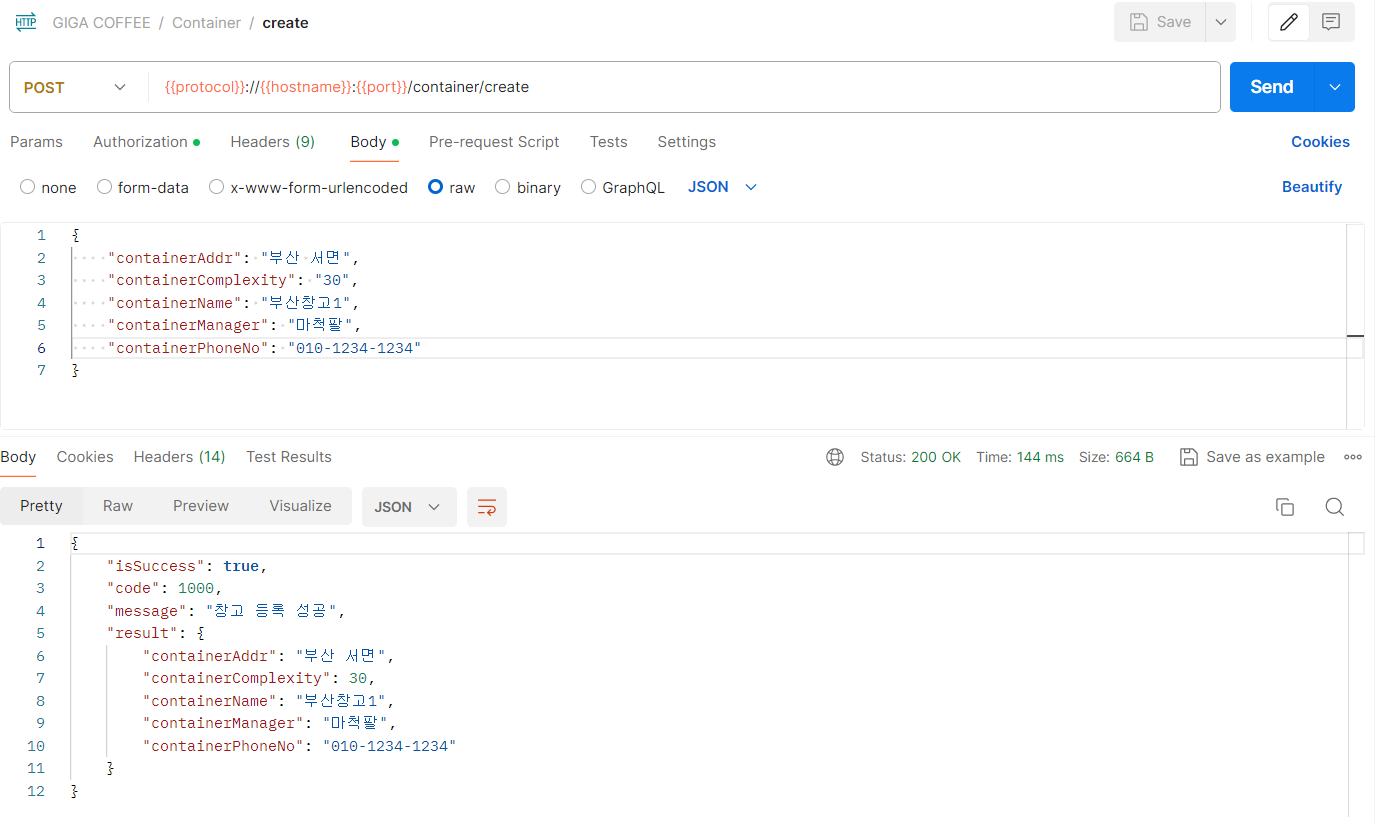 HTTP GIGA COFFEE / Container / create Save
POST {{protocol}}://{{hostname}}:{{port}}/container/create Send
Params Authorization Headers (9) Body Pre-request Script Tests Settings Cookies
none form-data x-www-form-urlencoded raw binary GraphQL JSON Beautify
1 {
2 "containerAddr": "부산 서면",
3 "containerComplexity": "30",
4 "containerName": "부산창고1",
5 "containerManager": "마척팔",
6 "containerPhoneNo": "010-1234-1234"
7 }
Body Cookies Headers (14) Test Results Status: 200 OK Time: 144 ms Size: 664 B Save as example
Pretty Raw Preview Visualize JSON
1 {
2 "isSuccess": true,
3 "code": 1000,
4 "message": "창고 등록 성공",
5 "result": {
6 "containerAddr": "부산 서면",
7 "containerComplexity": 30,
8 "containerName": "부산창고1",
9 "containerManager": "마척팔",
10 "containerPhoneNo": "010-1234-1234"
11 }
12 }